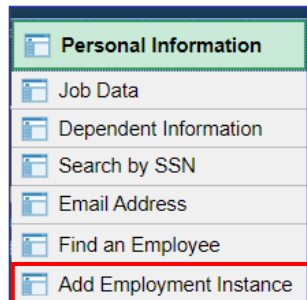 Personal Information
Job Data
Dependent Information
Search by SSN
Email Address
Find an Employee
Add Employment Instance